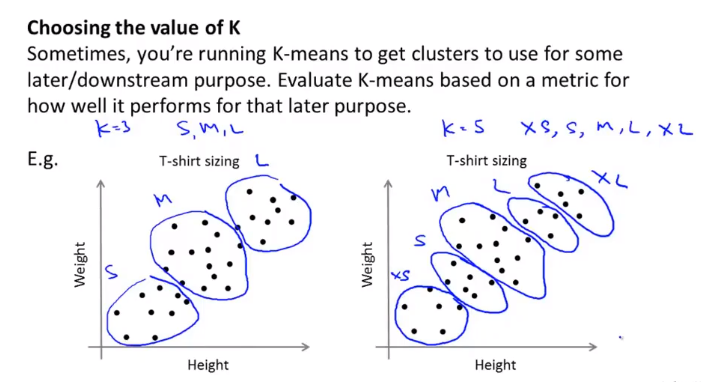 Choosing the value of K
Sometimes, you're running K-means to get clusters to use for some
later/downstream purpose. Evaluate K-means based on a metric for
how well it performs for that later purpose.
K=3 S,M,L
K=5 XS, S, M, L, XL
E.g.
T-shirt sizing L
M
S
Weight
Height
T-shirt sizing
XL
L
M
S
XS
Weight
Height